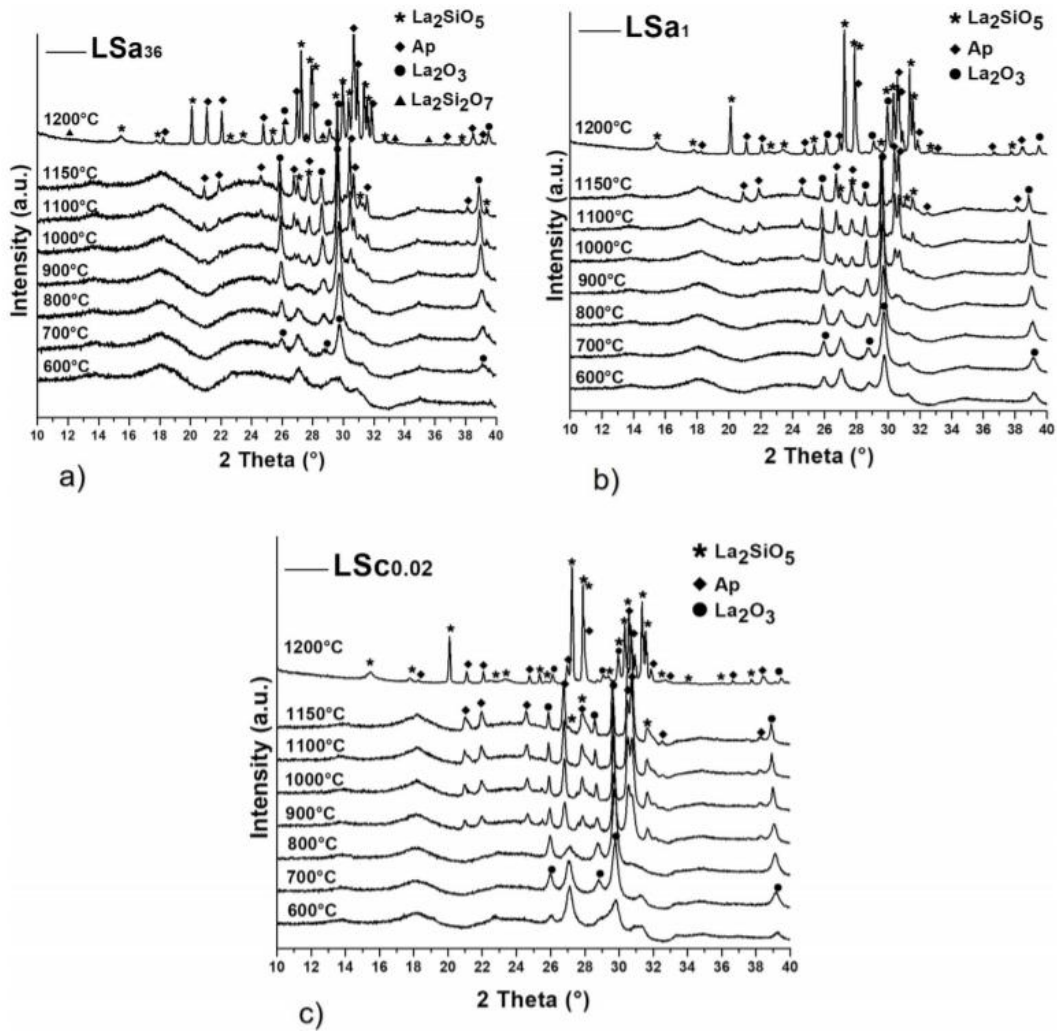 — LSa36
★ La2SiO5
◆ Ap
● La2O3
▲ La2Si2O7
Intensity (a.u.)
1200°C
1150°C
1100°C
1000°C
900°C
800°C
700°C
600°C
10 12 14 16 18 20 22 24 26 28 30 32 34 36 38 40
2 Theta (°)
a)
— LSa1
★ La2SiO5
◆ Ap
● La2O3
Intensity (a.u.)
1200°C
1150°C
1100°C
1000°C
900°C
800°C
700°C
600°C
10 12 14 16 18 20 22 24 26 28 30 32 34 36 38 40
2 Theta (°)
b)
— LSc0.02
★ La2SiO5
◆ Ap
● La2O3
Intensity (a.u.)
1200°C
1150°C
1100°C
1000°C
900°C
800°C
700°C
600°C
10 12 14 16 18 20 22 24 26 28 30 32 34 36 38 40
2 Theta (°)
c)